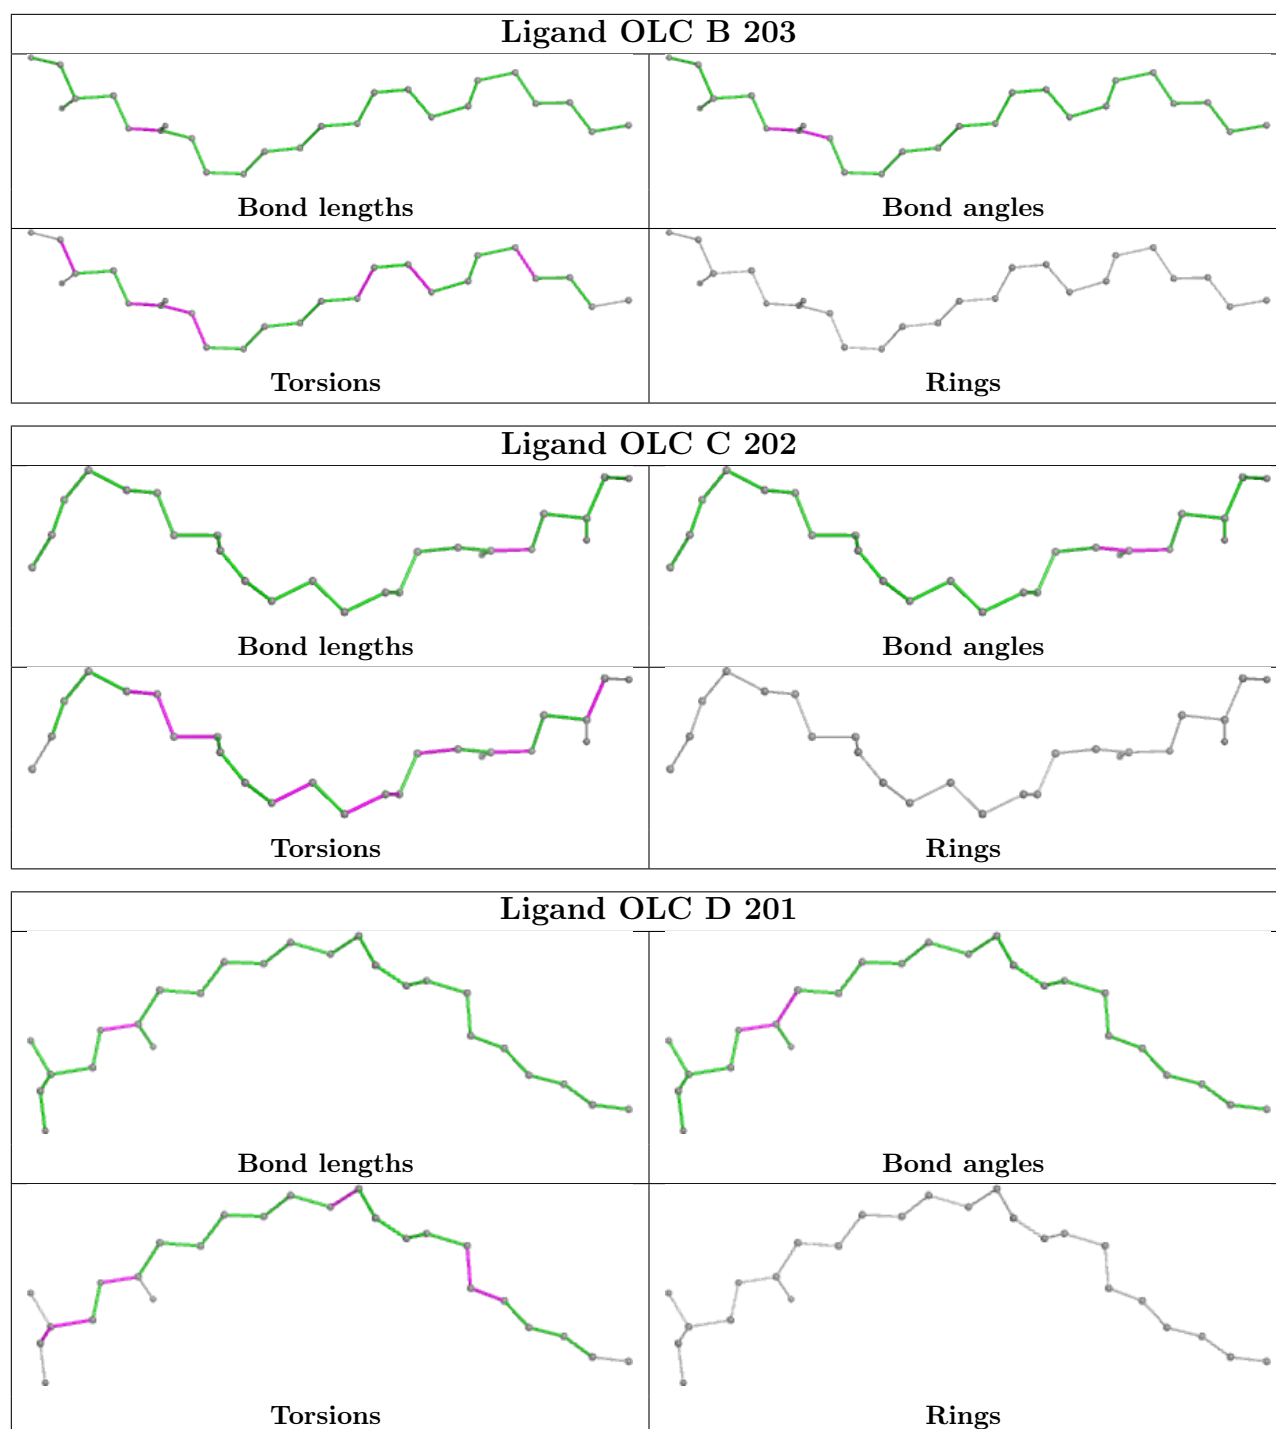 Ligand OLC B 203
Bond lengths
Bond angles
Torsions
Rings
Ligand OLC C 202
Bond lengths
Bond angles
Torsions
Rings
Ligand OLC D 201
Bond lengths
Bond angles
Torsions
Rings